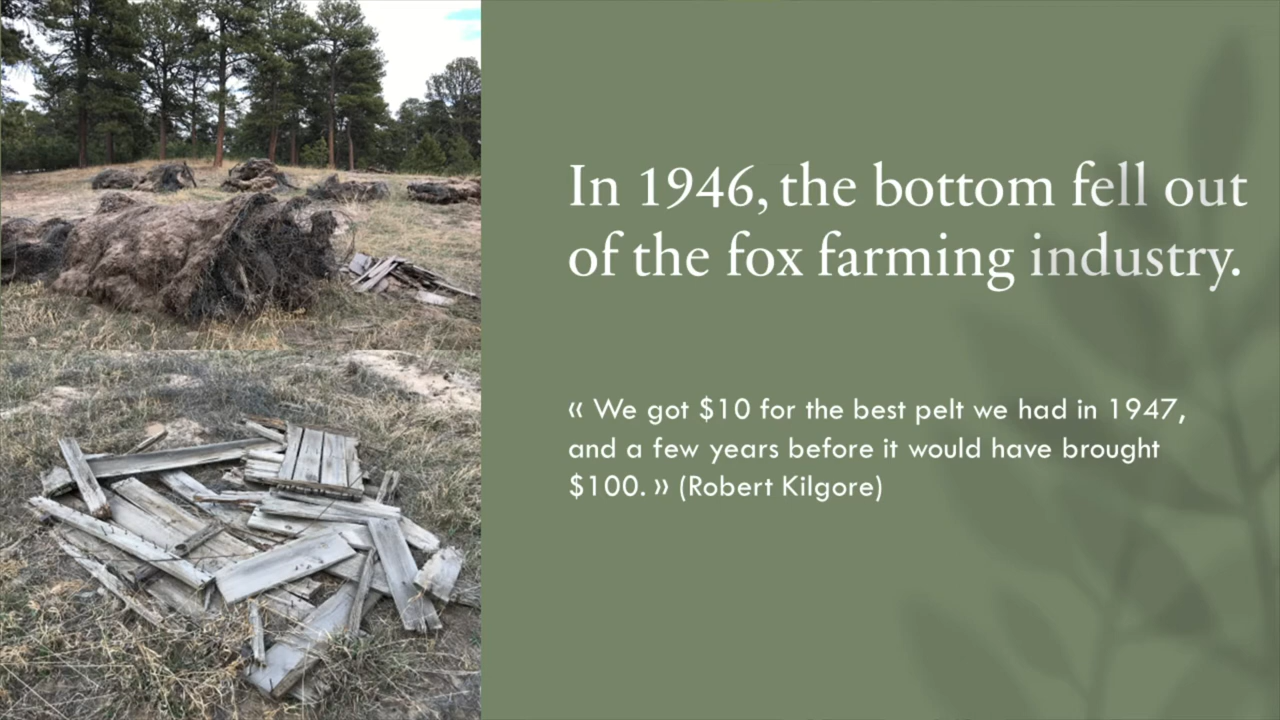 In 1946, the bottom fell out
of the fox farming industry.
« We got $10 for the best pelt we had in 1947,
and a few years before it would have brought
$100. » (Robert Kilgore)